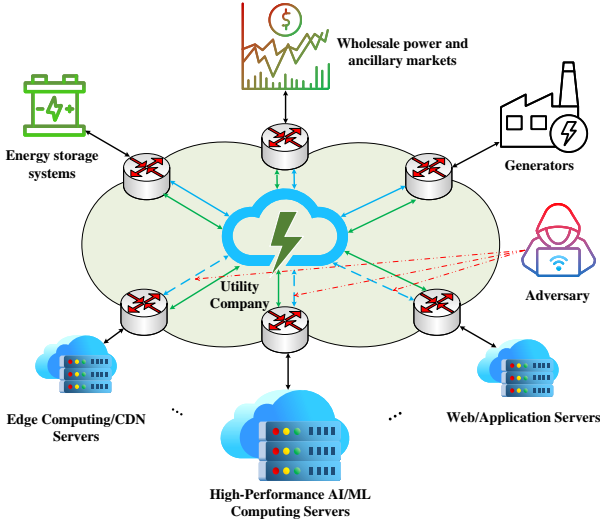 Wholesale power and
ancillary markets
Energy storage
systems
Generators
Adversary
Utility
Company
Edge Computing/CDN
Servers
...
...
Web/Application Servers
High-Performance AI/ML
Computing Servers